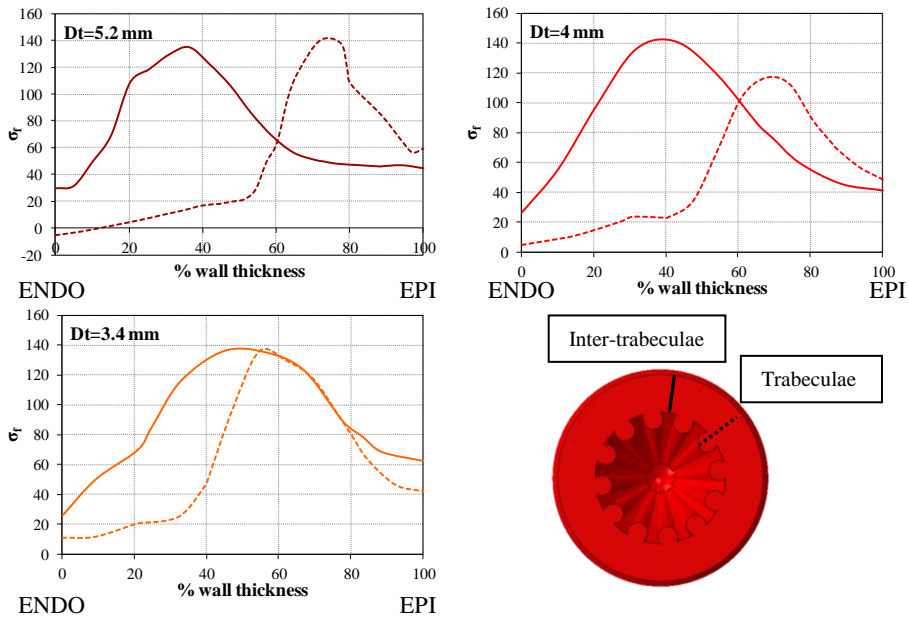 Dt=5.2 mm
160
140
120
100
80
60
40
20
0
-20
σf
0 20 40 60 80 100
% wall thickness
ENDO EPI
Dt=4 mm
160
140
120
100
80
60
40
20
0
σf
0 20 40 60 80 100
% wall thickness
ENDO EPI
Dt=3.4 mm
160
140
120
100
80
60
40
20
0
σf
0 20 40 60 80 100
% wall thickness
ENDO EPI
Inter-trabeculae
Trabeculae